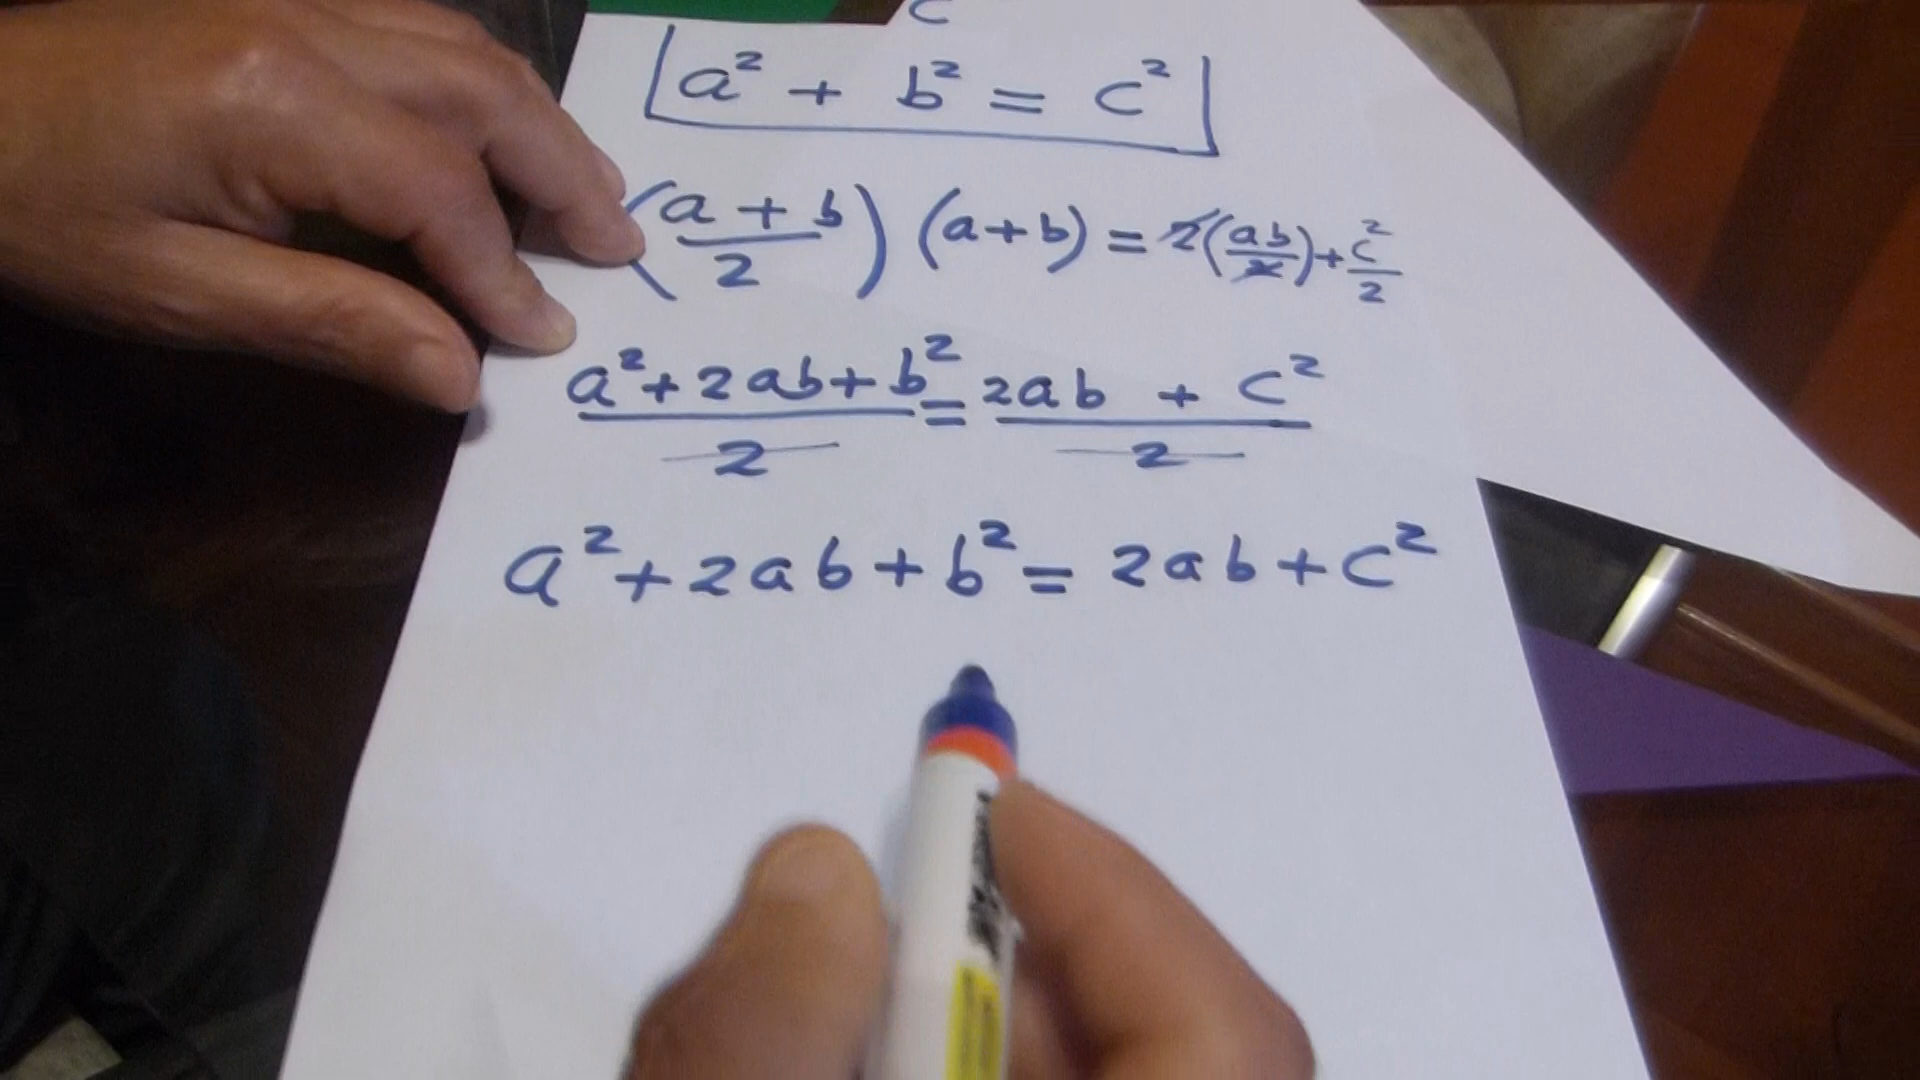 c
a² + b² = c²
(a + b / 2) (a + b) = 2(ab / 2) + c² / 2
a² + 2ab + b² / 2 = 2ab + c² / 2
a² + 2ab + b² = 2ab + c²